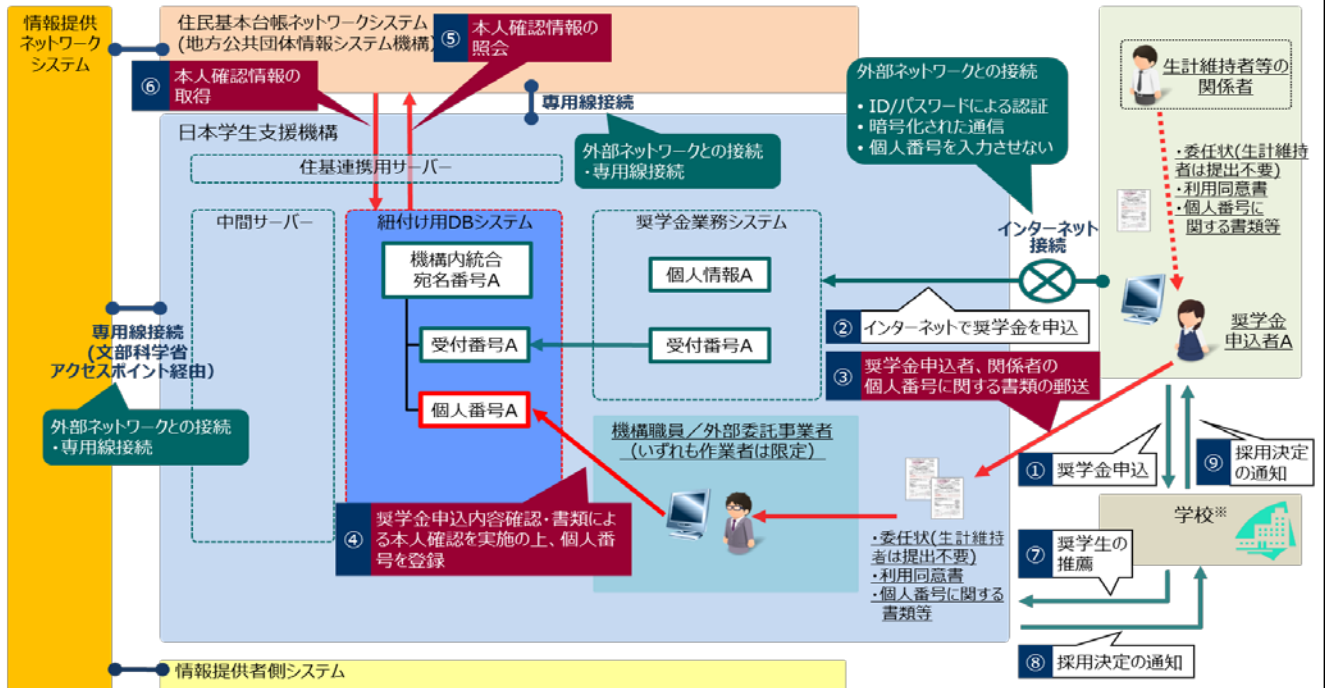 情報提供
ネットワーク
システム
住民基本台帳ネットワークシステム
(地方公共団体情報システム機構)
⑤
本人確認情報の
照会
⑥
本人確認情報の
取得
専用線接続
外部ネットワークとの接続
・専用線接続
外部ネットワークとの接続
• ID/パスワードによる認証
• 暗号化された通信
• 個人番号を入力させない
生計維持者等の
関係者
・委任状(生計維持
者は提出不要)
・利用同意書
・個人番号に
関する書類等
日本学生支援機構
住基連携用サーバー
中間サーバー
紐付け用DBシステム
機構内統合
宛名番号A
受付番号A
個人番号A
奨学金業務システム
個人情報A
受付番号A
インターネット
接続
②
インターネットで奨学金を申込
③
奨学金申込者、関係者の
個人番号に関する書類の郵送
奨学金
申込者A
専用線接続
(文部科学省
アクセスポイント経由)
外部ネットワークとの接続
・専用線接続
機構職員／外部委託事業者
(いずれも作業者は限定)
④
奨学金申込内容確認・書類によ
る本人確認を実施の上、個人番
号を登録
・委任状(生計維持
者は提出不要)
・利用同意書
・個人番号に関する
書類等
①
奨学金申込
⑨
採用決定
の通知
学校※
⑦
奨学生の
推薦
⑧
採用決定の通知
情報提供者側システム